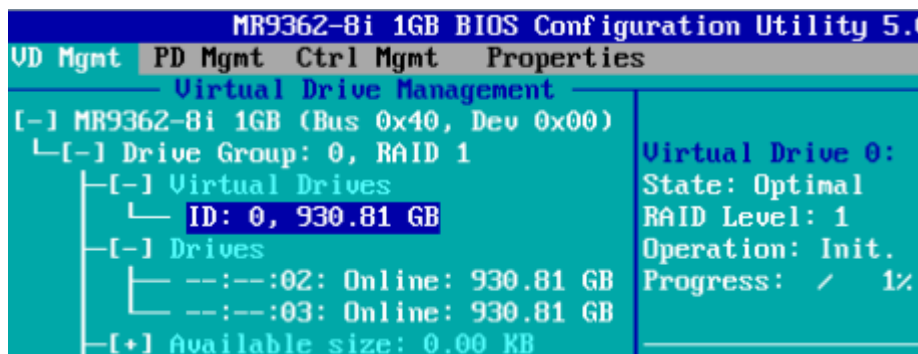 MR9362-8i 1GB BIOS Configuration Utility 5.
VD Mgmt PD Mgmt Ctrl Mgmt Properties
Virtual Drive Management
[-] MR9362-8i 1GB (Bus 0x40, Dev 0x00)
[-] Drive Group: 0, RAID 1
Virtual Drive 0:
[-] Virtual Drives
State: Optimal
ID: 0, 930.81 GB
RAID Level: 1
[-] Drives
Operation: Init.
--:--:02: Online: 930.81 GB
Progress: / 1%
--:--:03: Online: 930.81 GB
[+] Available size: 0.00 KB